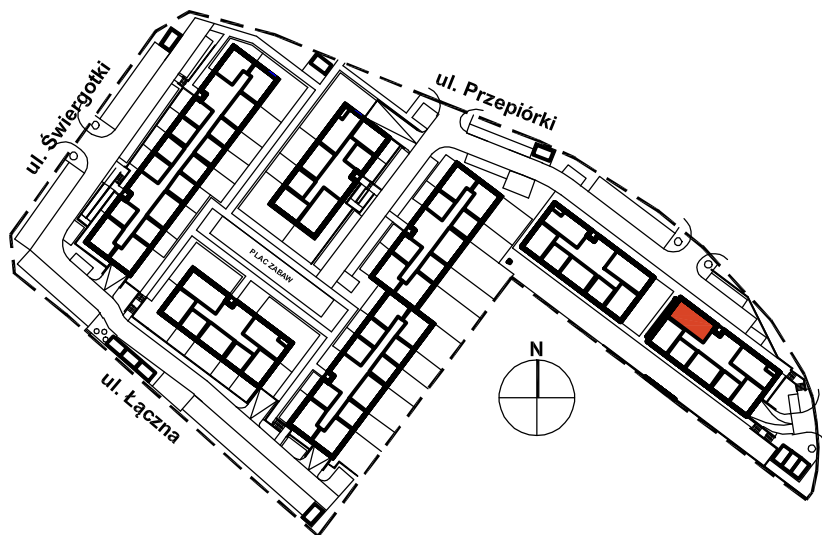 ul. Świergotki
ul. Przepiórki
PLAC ZABAW
N
ul. Łączna